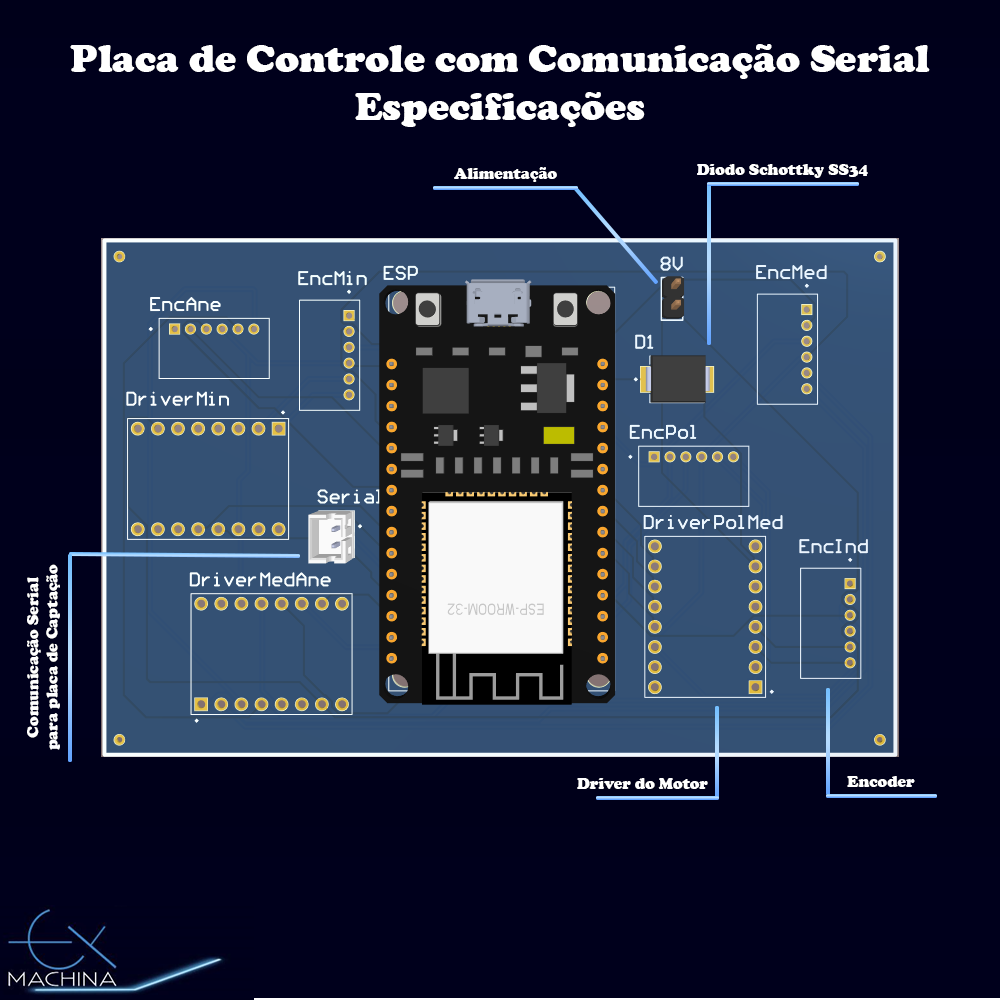 Placa de Controle com Comunicação Serial
Especificações
Alimentação
Diodo Schottky SS34
EncMin
ESP
8V
EncMed
EncAne
D1
DriverMin
EncPol
Serial
DriverPolMed
EncInd
DriverMedAne
ESP-WROOM-32
Comunicação Serial
para placa de Captação
Driver do Motor
Encoder
EX
MACHINA